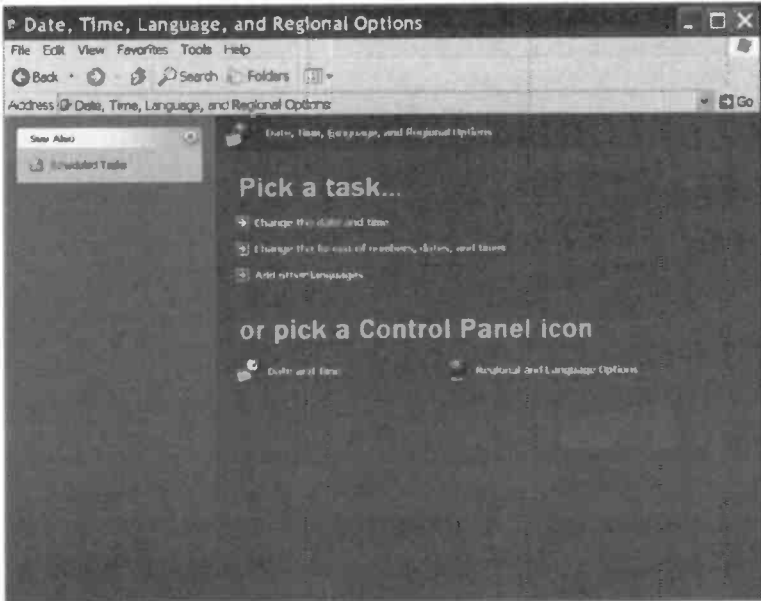 Date, Time, Language, and Regional Options
File Edit View Favorites Tools Help
Back Search Folders
Address Date, Time, Language, and Regional Options Go
See Also
Scheduled Tasks
Date, Time, Language, and Regional Options
Pick a task...
Change the date and time
Change the format of numbers, dates, and times
Add other languages
or pick a Control Panel icon
Date and Time
Regional and Language Options